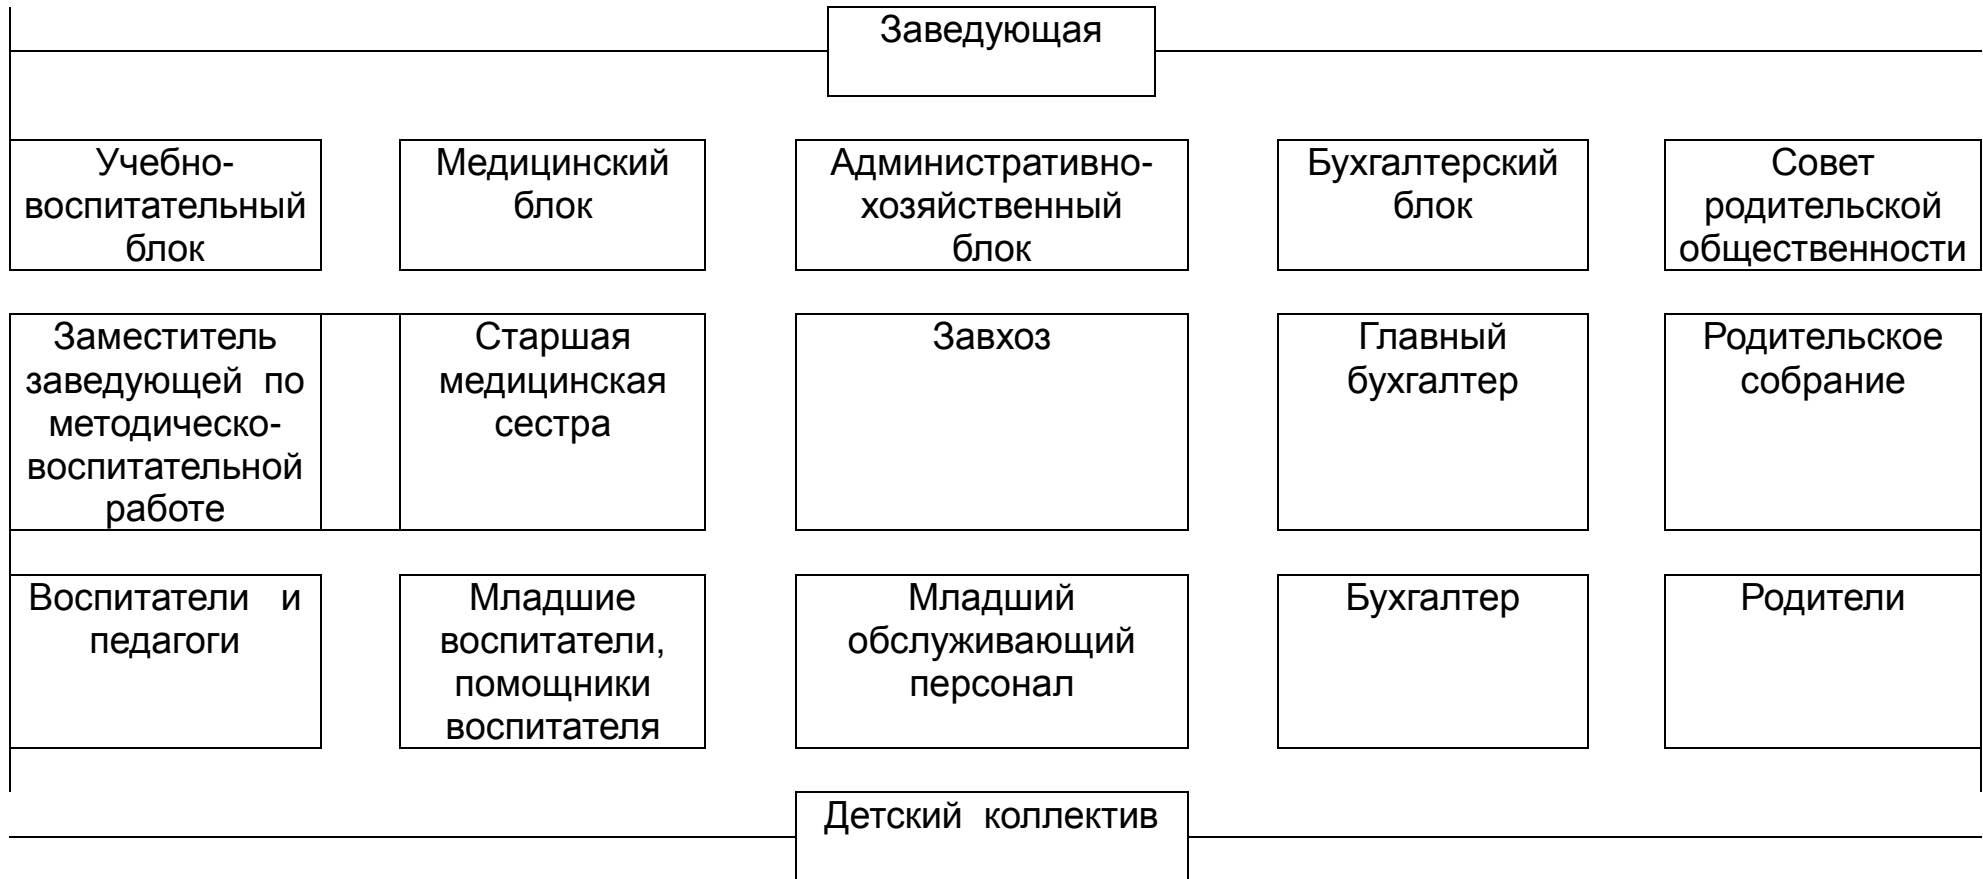 Заведующая
Учебно-
воспитательный
блок
Медицинский
блок
Административно-
хозяйственный
блок
Бухгалтерский
блок
Совет
родительской
общественности
Заместитель
заведующей по
методическо-
воспитательной
работе
Старшая
медицинская
сестра
Завхоз
Главный
бухгалтер
Родительское
собрание
Воспитатели и
педагоги
Младшие
воспитатели,
помощники
воспитателя
Младший
обслуживающий
персонал
Бухгалтер
Родители
Детский коллектив